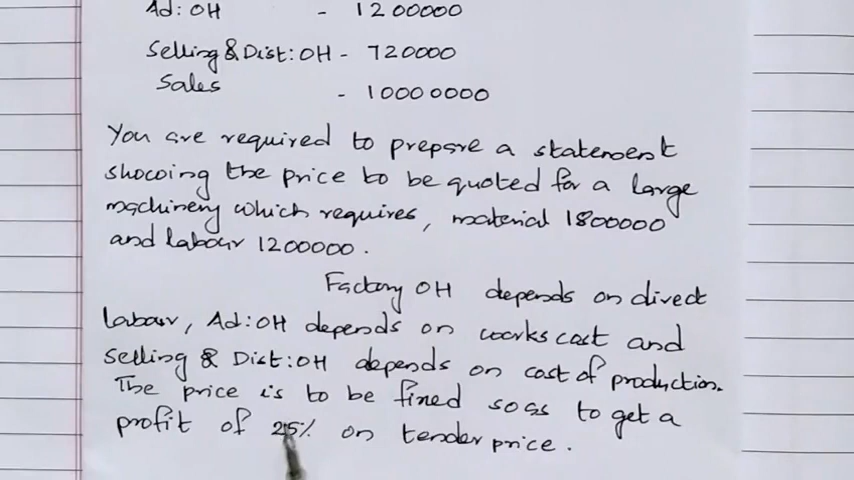 Ad: OH - 1200000
Selling & Dist: OH - 720000
Sales - 10000000
You are required to prepare a statement
showing the price to be quoted for a large
machinery which requires, material 1800000
and labour 1200000.
Factory OH depends on direct
labour, Ad: OH depends on works cost and
Selling & Dist: OH depends on cost of production.
The price is to be fixed so as to get a
profit of 25% on tender price.